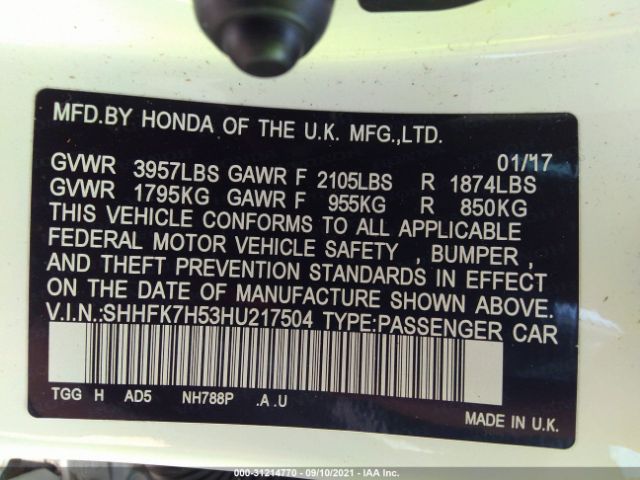 MFD.BY HONDA OF THE U.K. MFG.,LTD.
01/17
GVWR 3957LBS GAWR F 2105LBS R 1874LBS
GVWR 1795KG GAWR F 955KG R 850KG
THIS VEHICLE CONFORMS TO ALL APPLICABLE
FEDERAL MOTOR VEHICLE SAFETY , BUMPER ,
AND THEFT PREVENTION STANDARDS IN EFFECT
ON THE DATE OF MANUFACTURE SHOWN ABOVE.
V.I.N.:SHHFK7H53HU217504 TYPE:PASSENGER CAR
TGG H AD5 NH788P .A .U
MADE IN U.K.
000-31214770 - 09/10/2021 - IAA Inc.